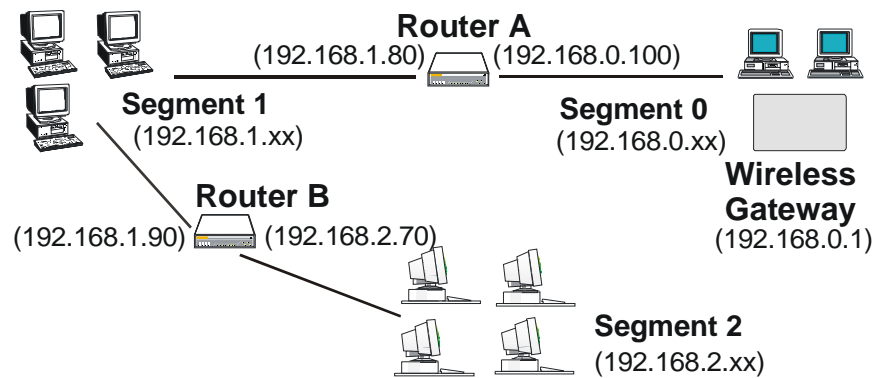 Router A
(192.168.1.80)
(192.168.0.100)
Segment 1
(192.168.1.xx)
Segment 0
(192.168.0.xx)
Wireless
Gateway
(192.168.0.1)
Router B
(192.168.1.90)
(192.168.2.70)
Segment 2
(192.168.2.xx)